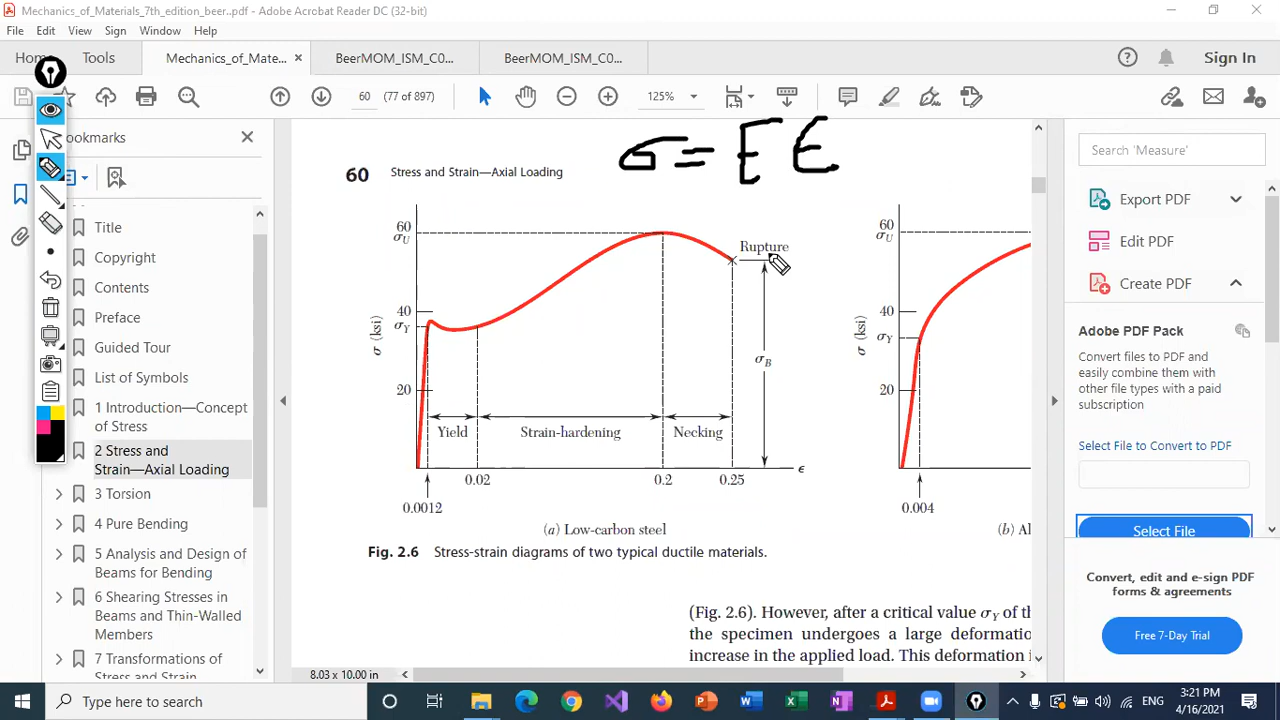 Mechanics_of_Materials_7th_edition_beer..pdf - Adobe Acrobat Reader DC (32-bit)
File Edit View Sign Window Help
Home Tools Mechanics_of_Mate... × BeerMOM_ISM_C0... BeerMOM_ISM_C0... Sign In
60 (77 of 897) 125%
Bookmarks
Title
Copyright
Contents
Preface
Guided Tour
List of Symbols
1 Introduction—Concept
of Stress
2 Stress and
Strain—Axial Loading
3 Torsion
4 Pure Bending
5 Analysis and Design of
Beams for Bending
6 Shearing Stresses in
Beams and Thin-Walled
Members
7 Transformations of
Stress and Strain
σ = E ϵ
60 Stress and Strain—Axial Loading
60
σU
Rupture
40
σY
σ (ksi)
σB
20
Yield Strain-hardening Necking
ϵ
0.02 0.2 0.25
0.0012
(a) Low-carbon steel
60
σU
40
σY
σ (ksi)
20
0.004
(b) Al
Fig. 2.6 Stress-strain diagrams of two typical ductile materials.
(Fig. 2.6). However, after a critical value σY of th
the specimen undergoes a large deformatio
increase in the applied load. This deformation i
8.03 x 10.00 in
Search 'Measure'
Export PDF
Edit PDF
Create PDF
Adobe PDF Pack
Convert files to PDF and
easily combine them with
other file types with a paid
subscription
Select File to Convert to PDF
Select File
Convert, edit and e-sign PDF
forms & agreements
Free 7-Day Trial
Type here to search
ENG
3:21 PM
4/16/2021